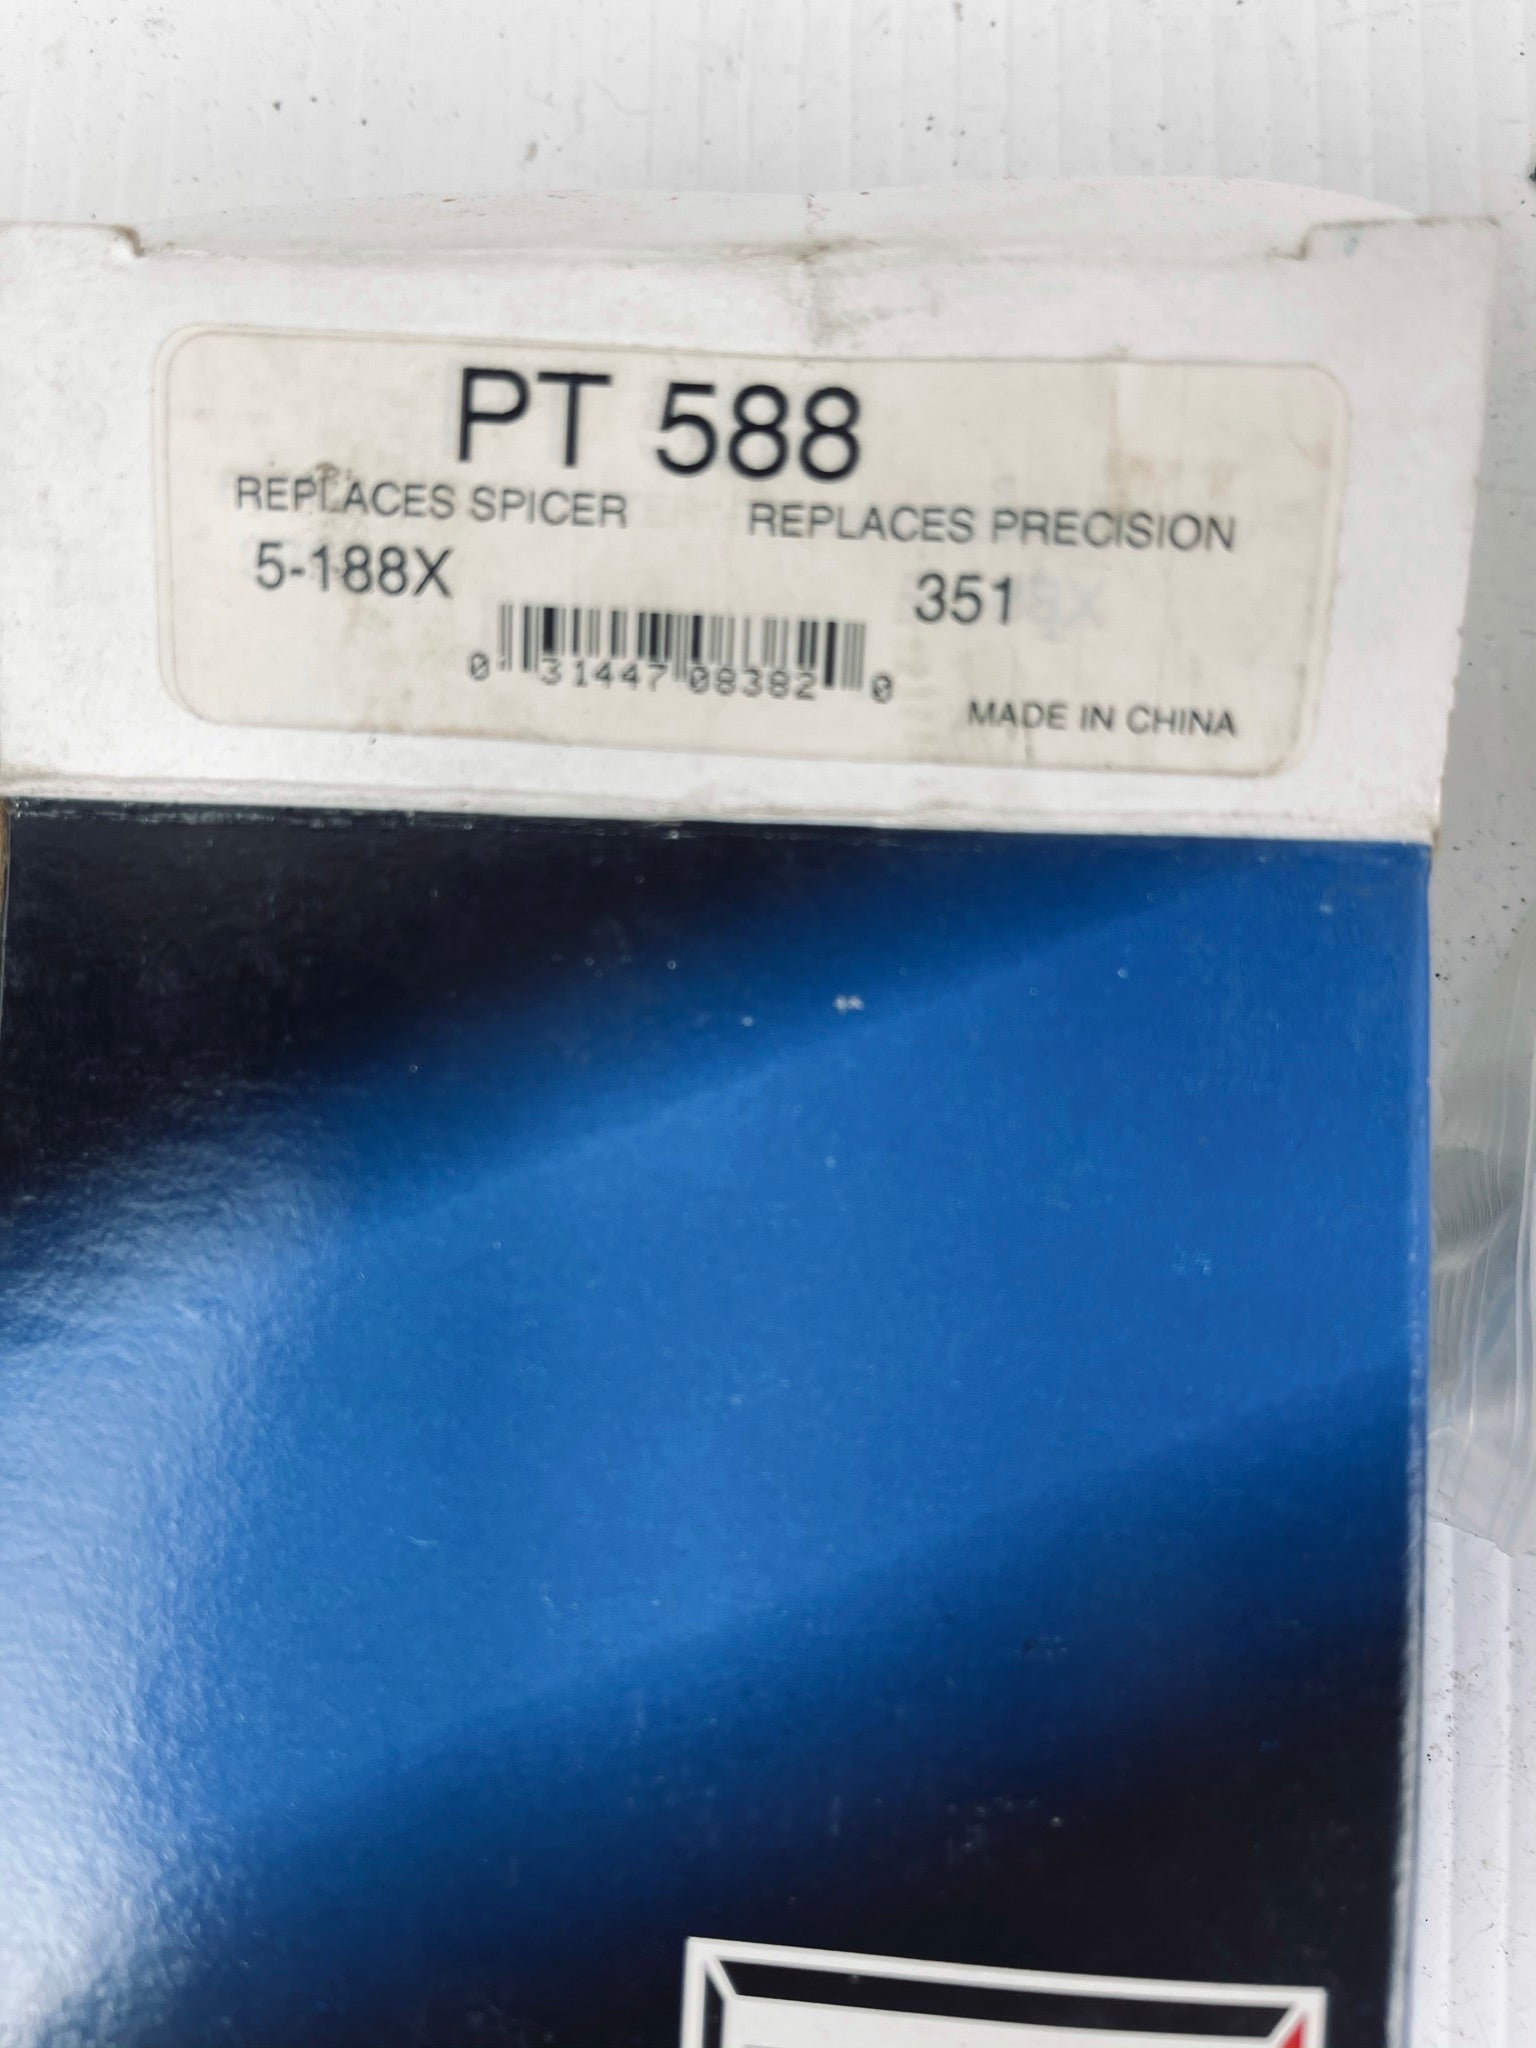 PT 588
REPLACES SPICER REPLACES PRECISION
5-188X 351
0 31447 08382 0
MADE IN CHINA